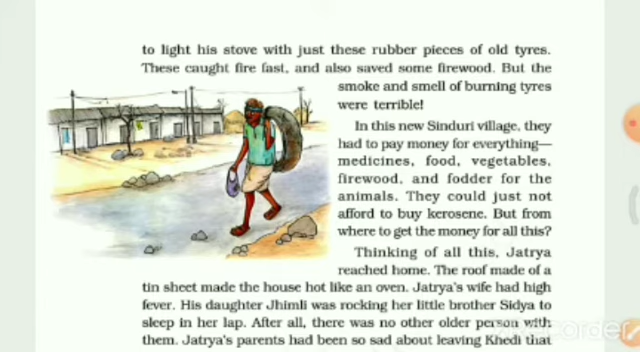 to light his stove with just these rubber pieces of old tyres.
These caught fire fast, and also saved some firewood. But the
smoke and smell of burning tyres
were terrible!
In this new Sinduri village, they
had to pay money for everything—
medicines, food, vegetables,
firewood, and fodder for the
animals. They could just not
afford to buy kerosene. But from
where to get the money for all this?
Thinking of all this, Jatrya
reached home. The roof made of a
tin sheet made the house hot like an oven. Jatrya's wife had high
fever. His daughter Jhimli was rocking her little brother Sidya to
sleep in her lap. After all, there was no other older person with
them. Jatrya's parents had been so sad about leaving Khedi that